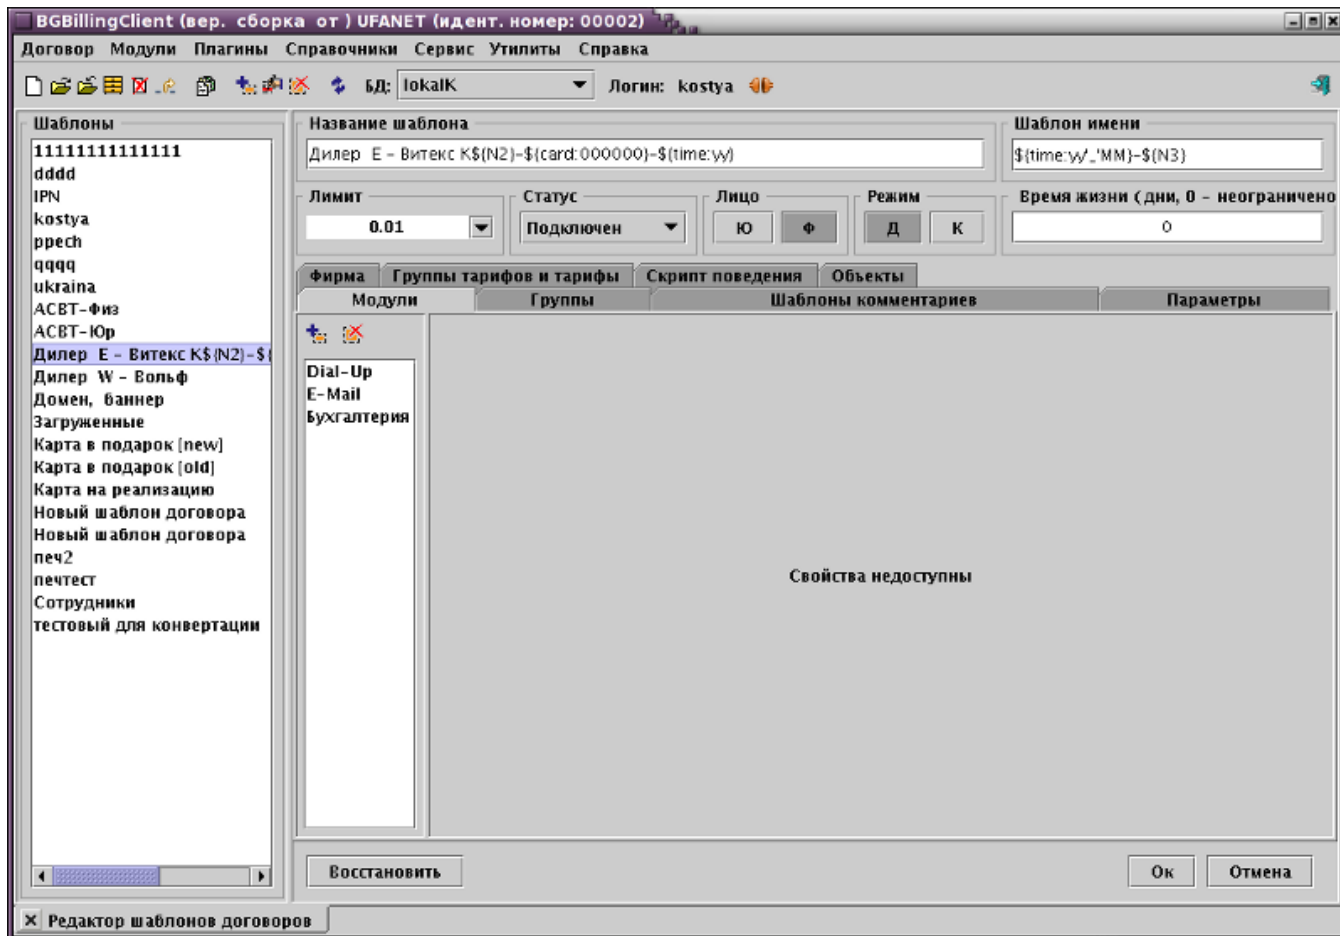 BGBillingClient (вер. сборка от ) UFANET (идент. номер: 00002)
Договор Модули Плагины Справочники Сервис Утилиты Справка
БД: lokalK Логин: kostya
Шаблоны
11111111111111
dddd
IPN
kostya
ppech
qqqq
ukraina
АСВТ-Физ
АСВТ-Юр
Дилер E - Витекс K${N2}-${
Дилер W - Вольф
Домен, баннер
Загруженные
Карта в подарок [new]
Карта в подарок [old]
Карта на реализацию
Новый шаблон договора
Новый шаблон договора
печ2
печтест
Сотрудники
тестовый для конвертации
Название шаблона
Дилер E - Витекс K${N2}-${card:000000}-${time:yy}
Шаблон имени
${time:yy'_'MM}-${N3}
Лимит
0.01
Статус
Подключен
Лицо
Ю Ф
Режим
Д К
Время жизни (дни, 0 - неограничено
0
Фирма Группы тарифов и тарифы Скрипт поведения Объекты
Модули Группы Шаблоны комментариев Параметры
Dial-Up
E-Mail
Бухгалтерия
Свойства недоступны
Восстановить Ок Отмена
Редактор шаблонов договоров